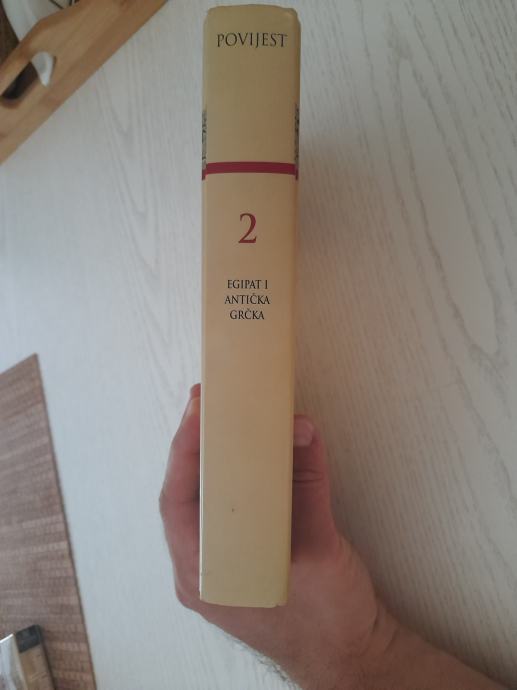 POVIJEST
2
EGIPAT I
ANTIČKA
GRČKA